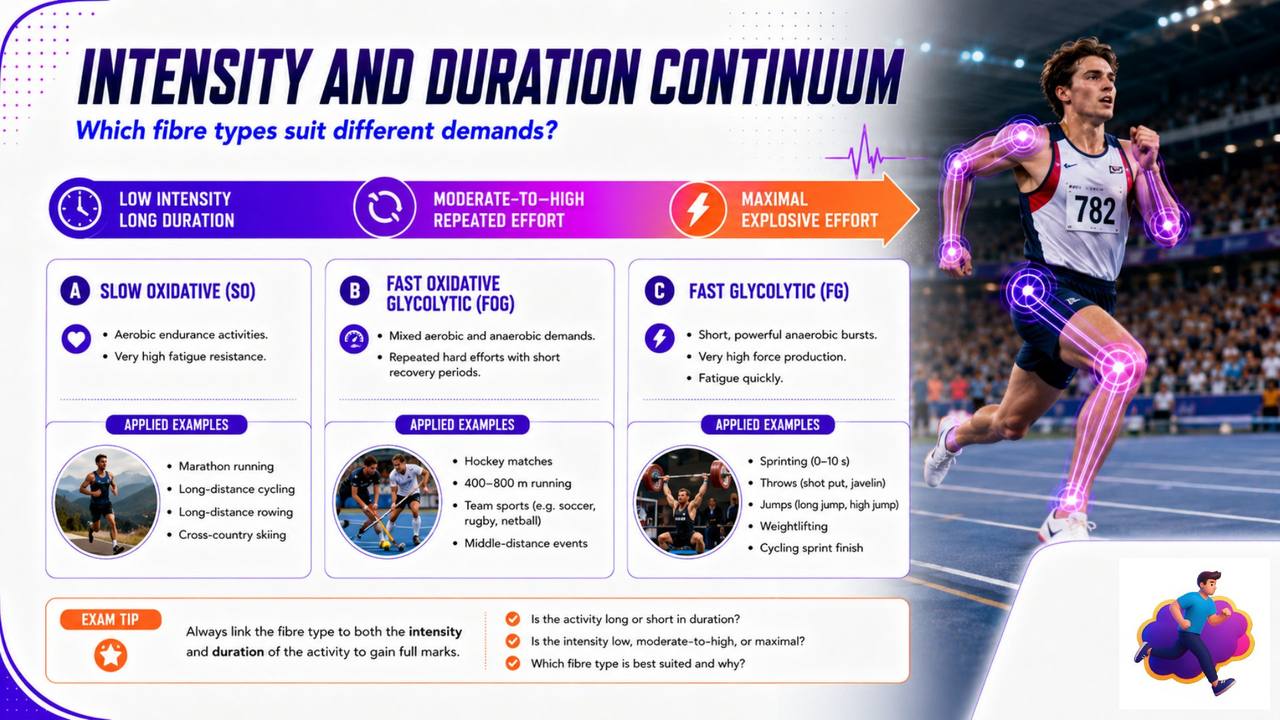 INTENSITY AND DURATION CONTINUUM
Which fibre types suit different demands?
LOW INTENSITY
LONG DURATION
MODERATE-TO-HIGH
REPEATED EFFORT
MAXIMAL
EXPLOSIVE EFFORT
A SLOW OXIDATIVE (SO)
• Aerobic endurance activities.
• Very high fatigue resistance.
APPLIED EXAMPLES
• Marathon running
• Long-distance cycling
• Long-distance rowing
• Cross-country skiing
B FAST OXIDATIVE
GLYCOLYTIC (FOG)
• Mixed aerobic and anaerobic demands.
• Repeated hard efforts with short
recovery periods.
APPLIED EXAMPLES
• Hockey matches
• 400–800 m running
• Team sports (e.g. soccer,
rugby, netball)
• Middle-distance events
C FAST GLYCOLYTIC (FG)
• Short, powerful anaerobic bursts.
• Very high force production.
• Fatigue quickly.
APPLIED EXAMPLES
• Sprinting (0–10 s)
• Throws (shot put, javelin)
• Jumps (long jump, high jump)
• Weightlifting
• Cycling sprint finish
EXAM TIP
Always link the fibre type to both the intensity
and duration of the activity to gain full marks.
Is the activity long or short in duration?
Is the intensity low, moderate-to-high, or maximal?
Which fibre type is best suited and why?
782